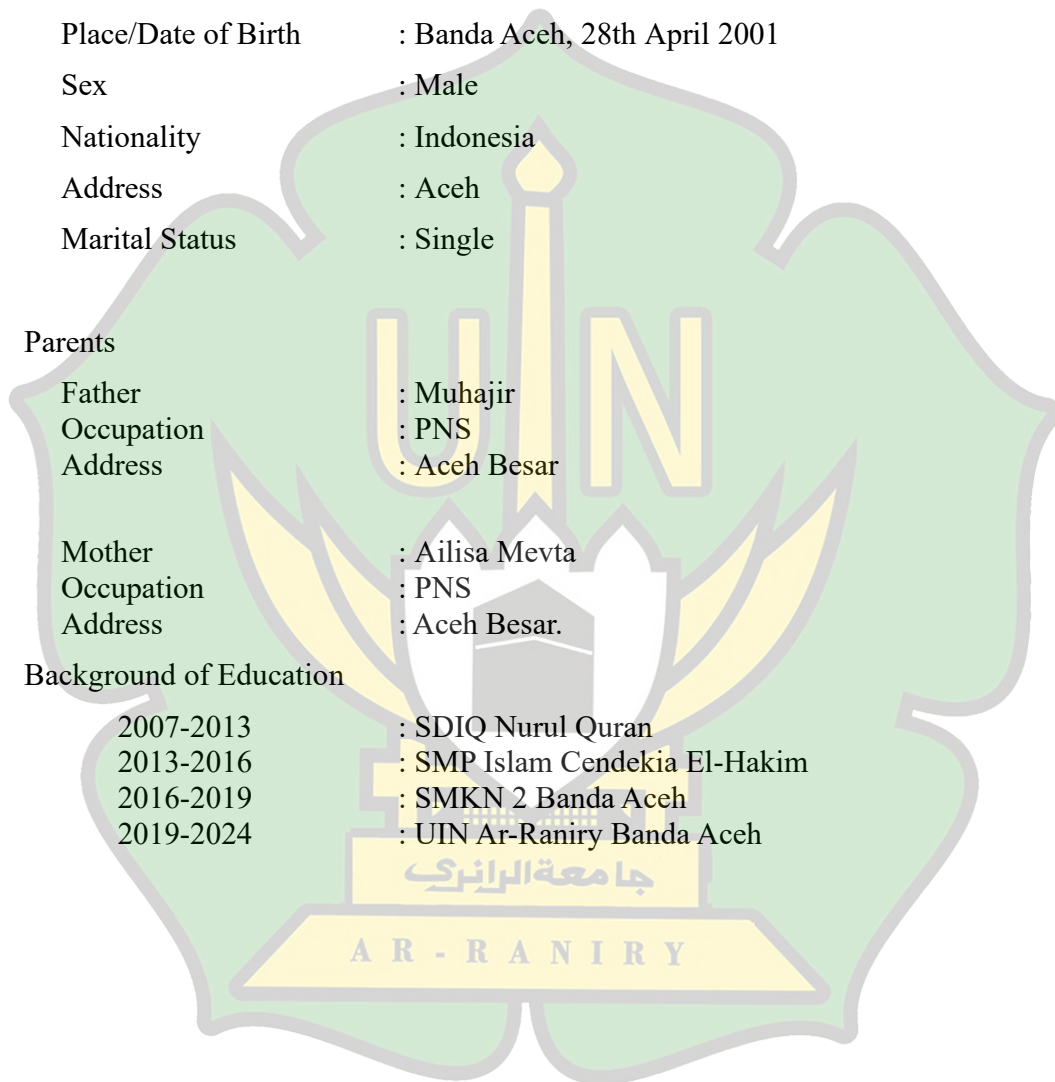 Place/Date of Birth : Banda Aceh, 28th April 2001
Sex : Male
Nationality : Indonesia
Address : Aceh
Marital Status : Single
Parents
Father : Muhajir
Occupation : PNS
Address : Aceh Besar
Mother : Ailisa Mevta
Occupation : PNS
Address : Aceh Besar.
Background of Education
2007-2013 : SDIQ Nurul Quran
2013-2016 : SMP Islam Cendekia El-Hakim
2016-2019 : SMKN 2 Banda Aceh
2019-2024 : UIN Ar-Raniry Banda Aceh
UIN
جامعة الرانرك
AR-RANIRY